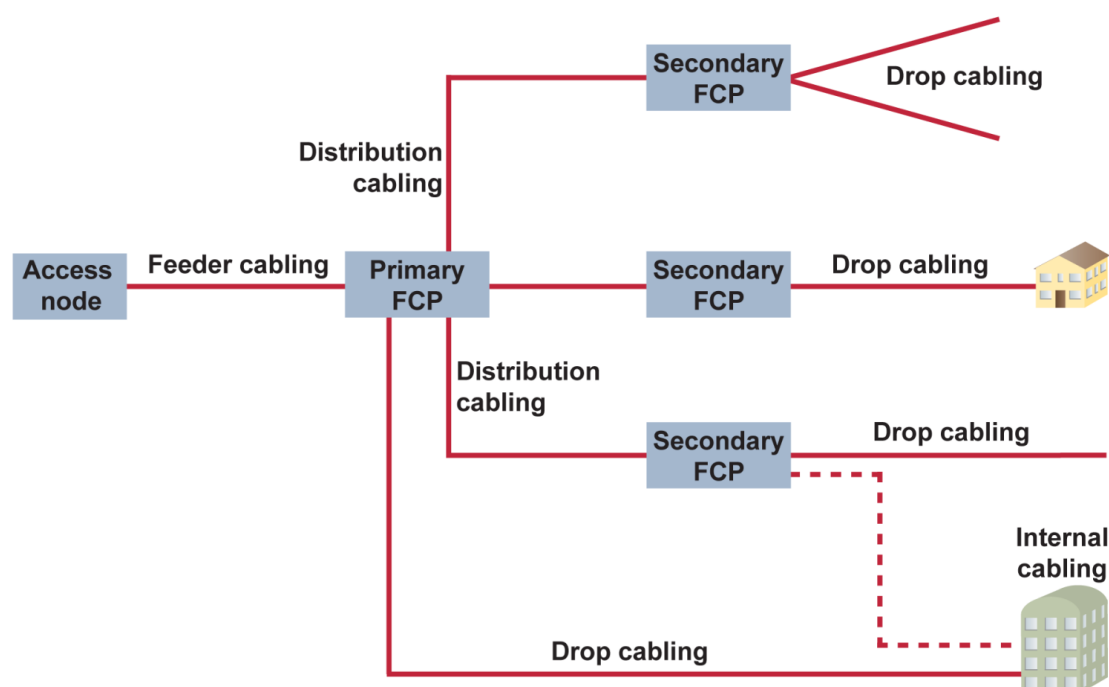 Secondary
FCP
Drop cabling
Distribution
cabling
Access
node
Feeder cabling
Primary
FCP
Secondary
FCP
Drop cabling
Distribution
cabling
Secondary
FCP
Drop cabling
Internal
cabling
Drop cabling